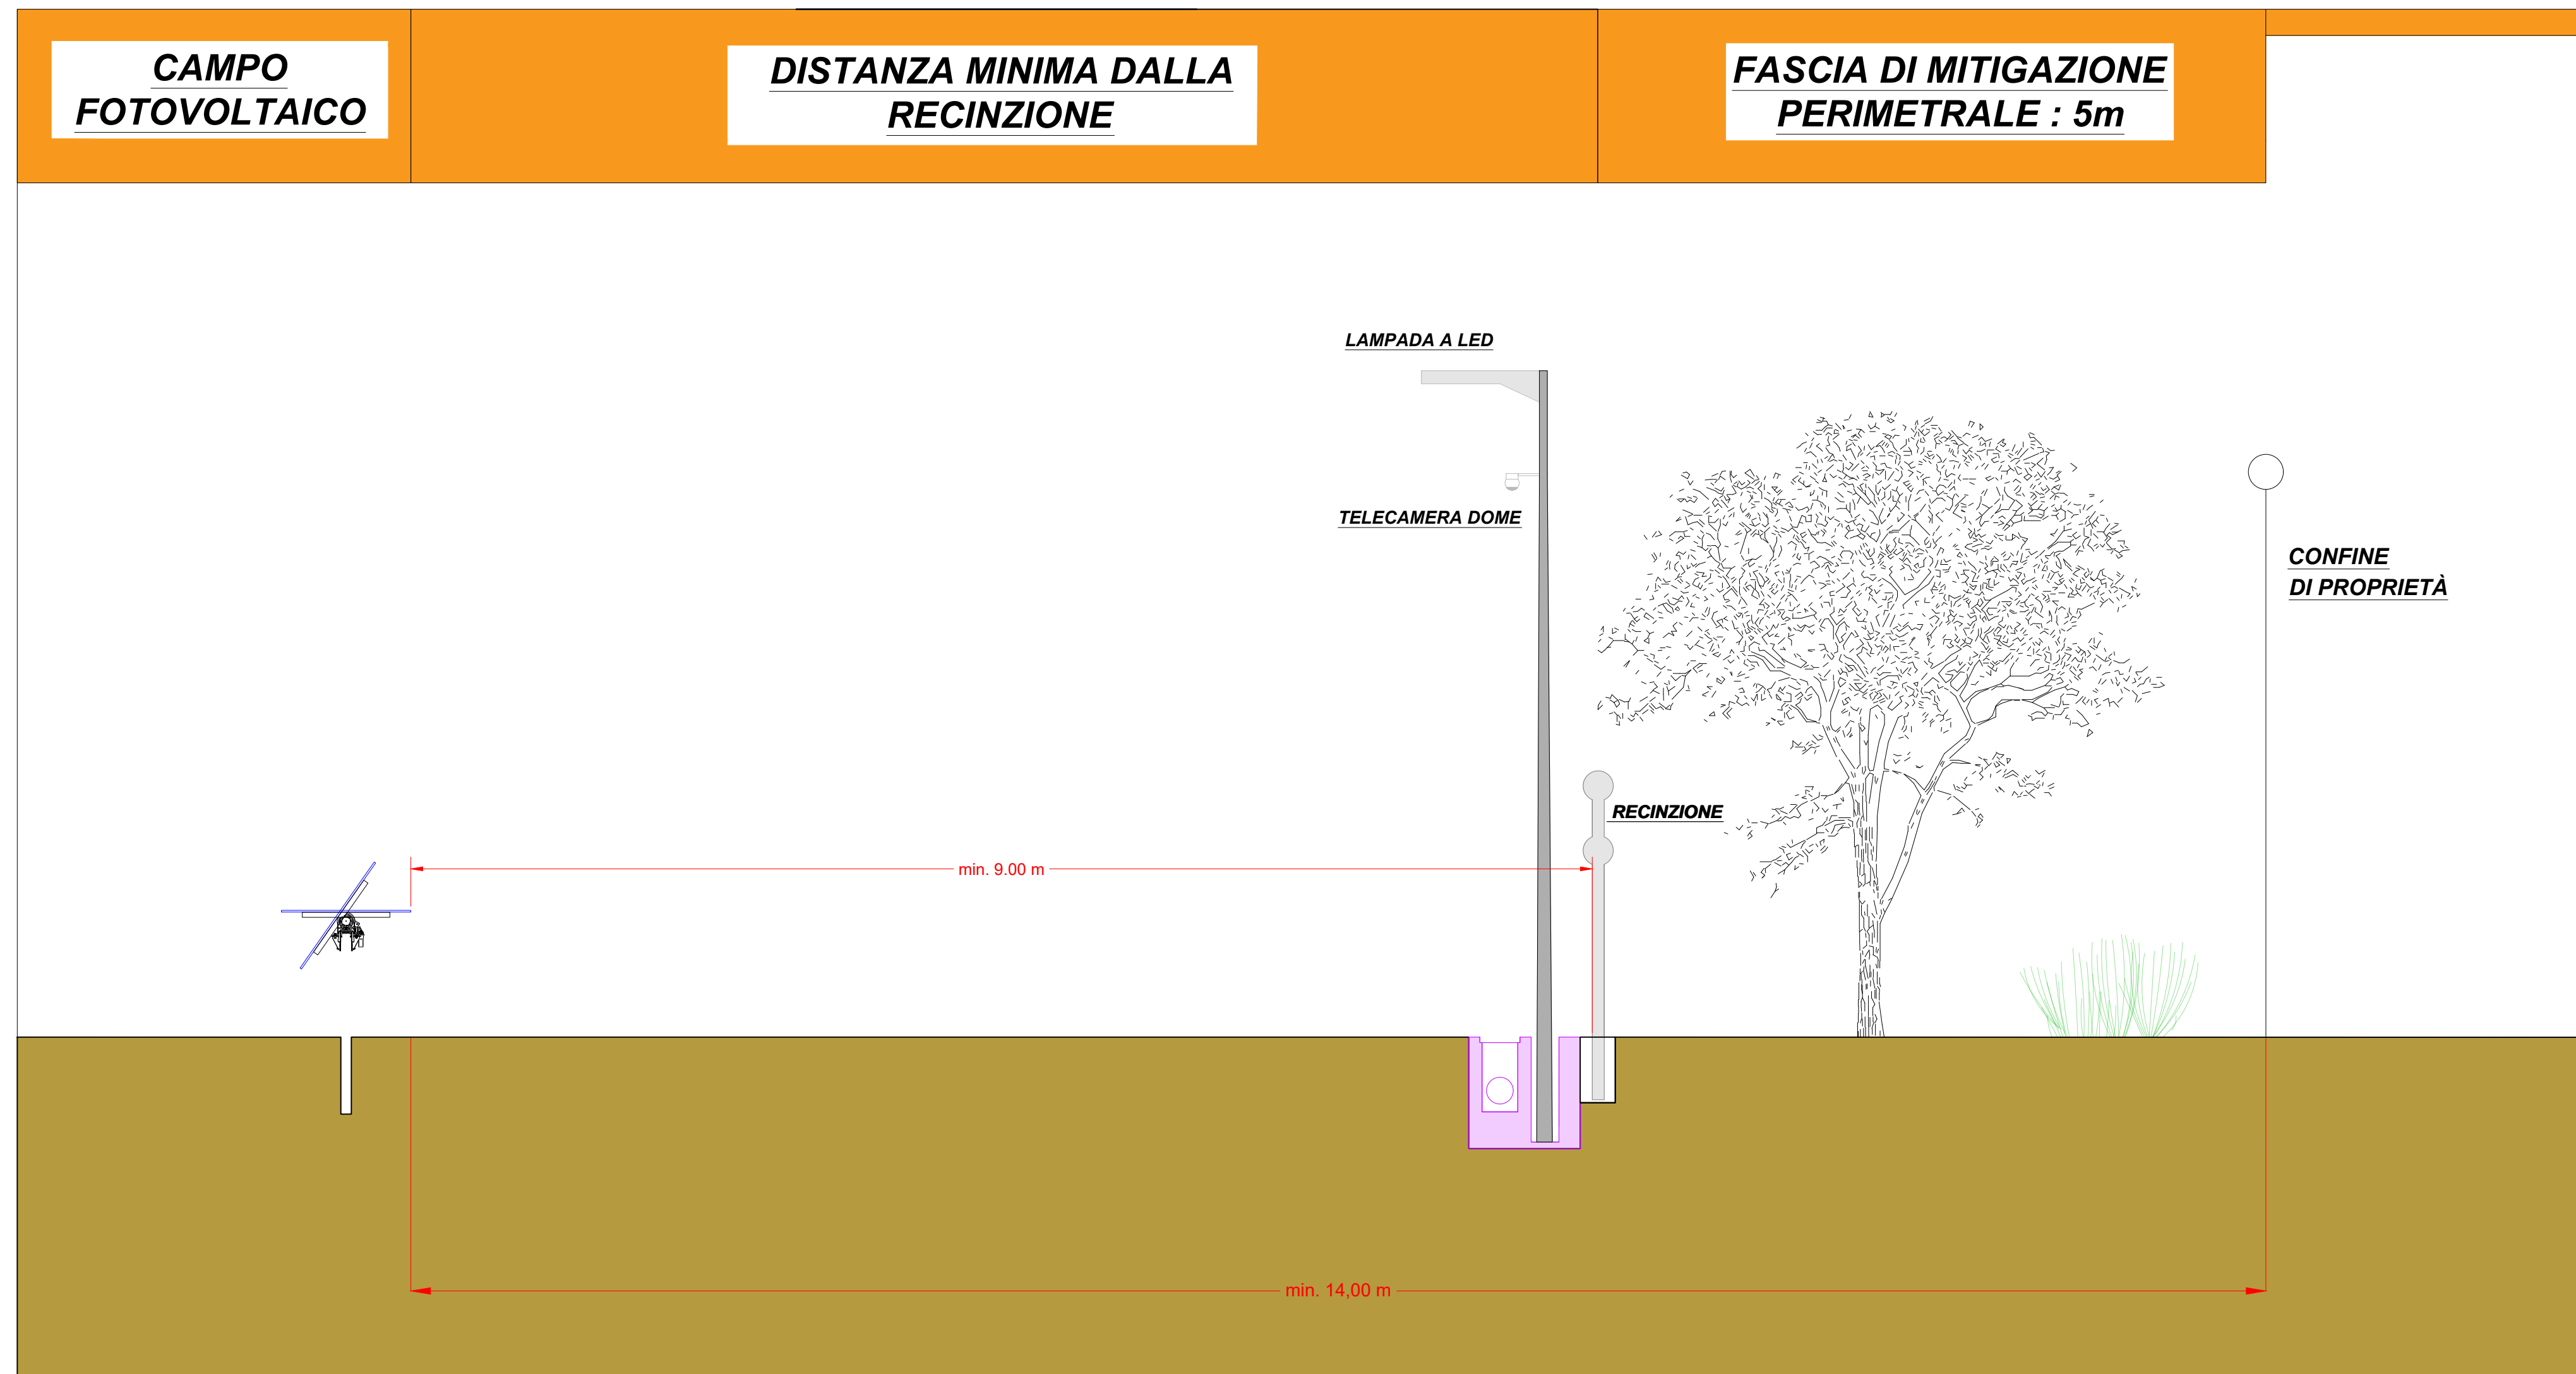 CAMPO
FOTOVOLTAICO
DISTANZA MINIMA DALLA
RECINZIONE
FASCIA DI MITIGAZIONE
PERIMETRALE : 5m
LAMPADA A LED
TELECAMERA DOME
CONFINE
DI PROPRIETÀ
RECINZIONE
min. 9.00 m
min. 14,00 m